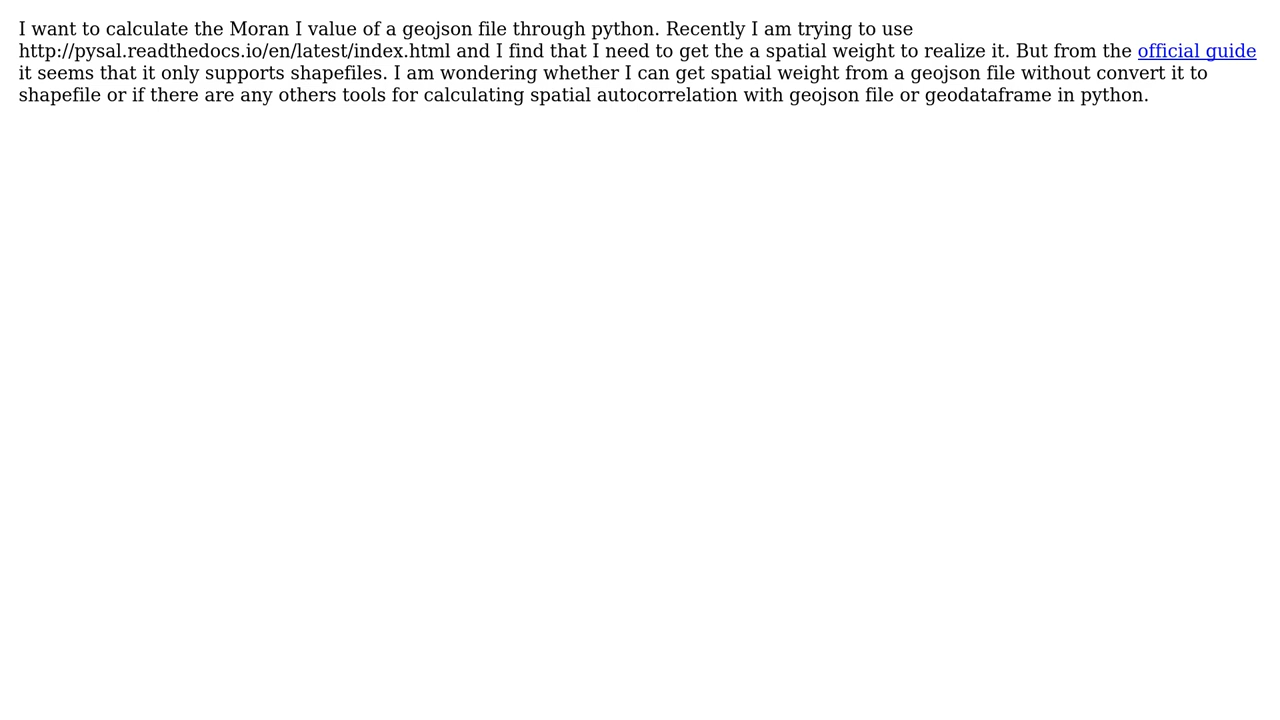 I want to calculate the Moran I value of a geojson file through python. Recently I am trying to use
http://pysal.readthedocs.io/en/latest/index.html and I find that I need to get the a spatial weight to realize it. But from the official guide
it seems that it only supports shapefiles. I am wondering whether I can get spatial weight from a geojson file without convert it to
shapefile or if there are any others tools for calculating spatial autocorrelation with geojson file or geodataframe in python.